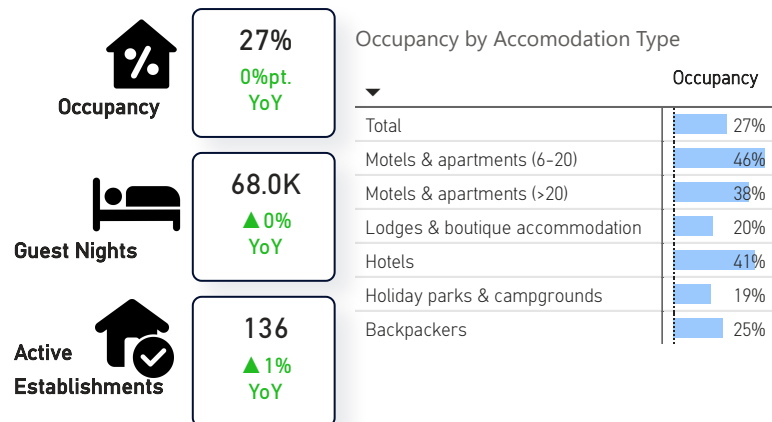 Occupancy
27%
0%pt.
YoY
Guest Nights
68.0K
▲0%
YoY
Active
Establishments
136
▲1%
YoY
Occupancy by Accomodation Type
Occupancy
Total 27%
Motels & apartments (6-20) 46%
Motels & apartments (>20) 38%
Lodges & boutique accommodation 20%
Hotels 41%
Holiday parks & campgrounds 19%
Backpackers 25%